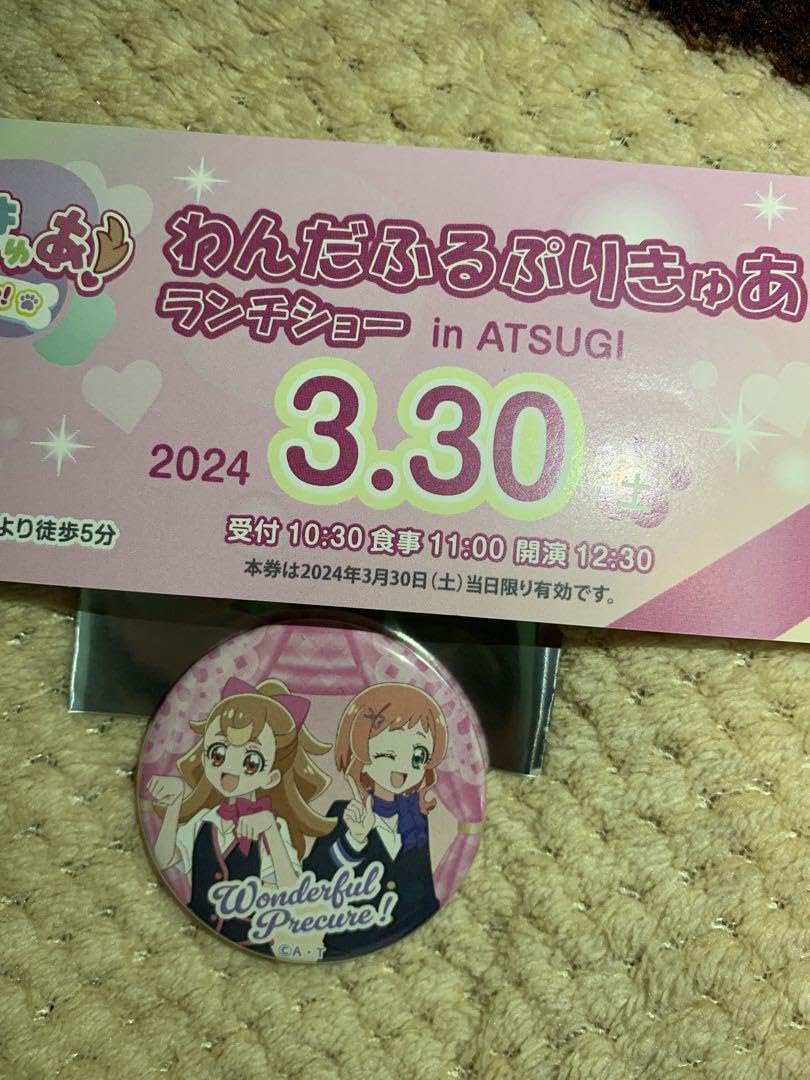 ゅあ!
わんだふるぷりきゅあ
ランチショー in ATSUGI
2024 3.30 土
より徒歩5分
受付 10:30 食事 11:00 開演 12:30
本券は2024年3月30日(土)当日限り有効です。
Wonderful
Precure!
©A・T